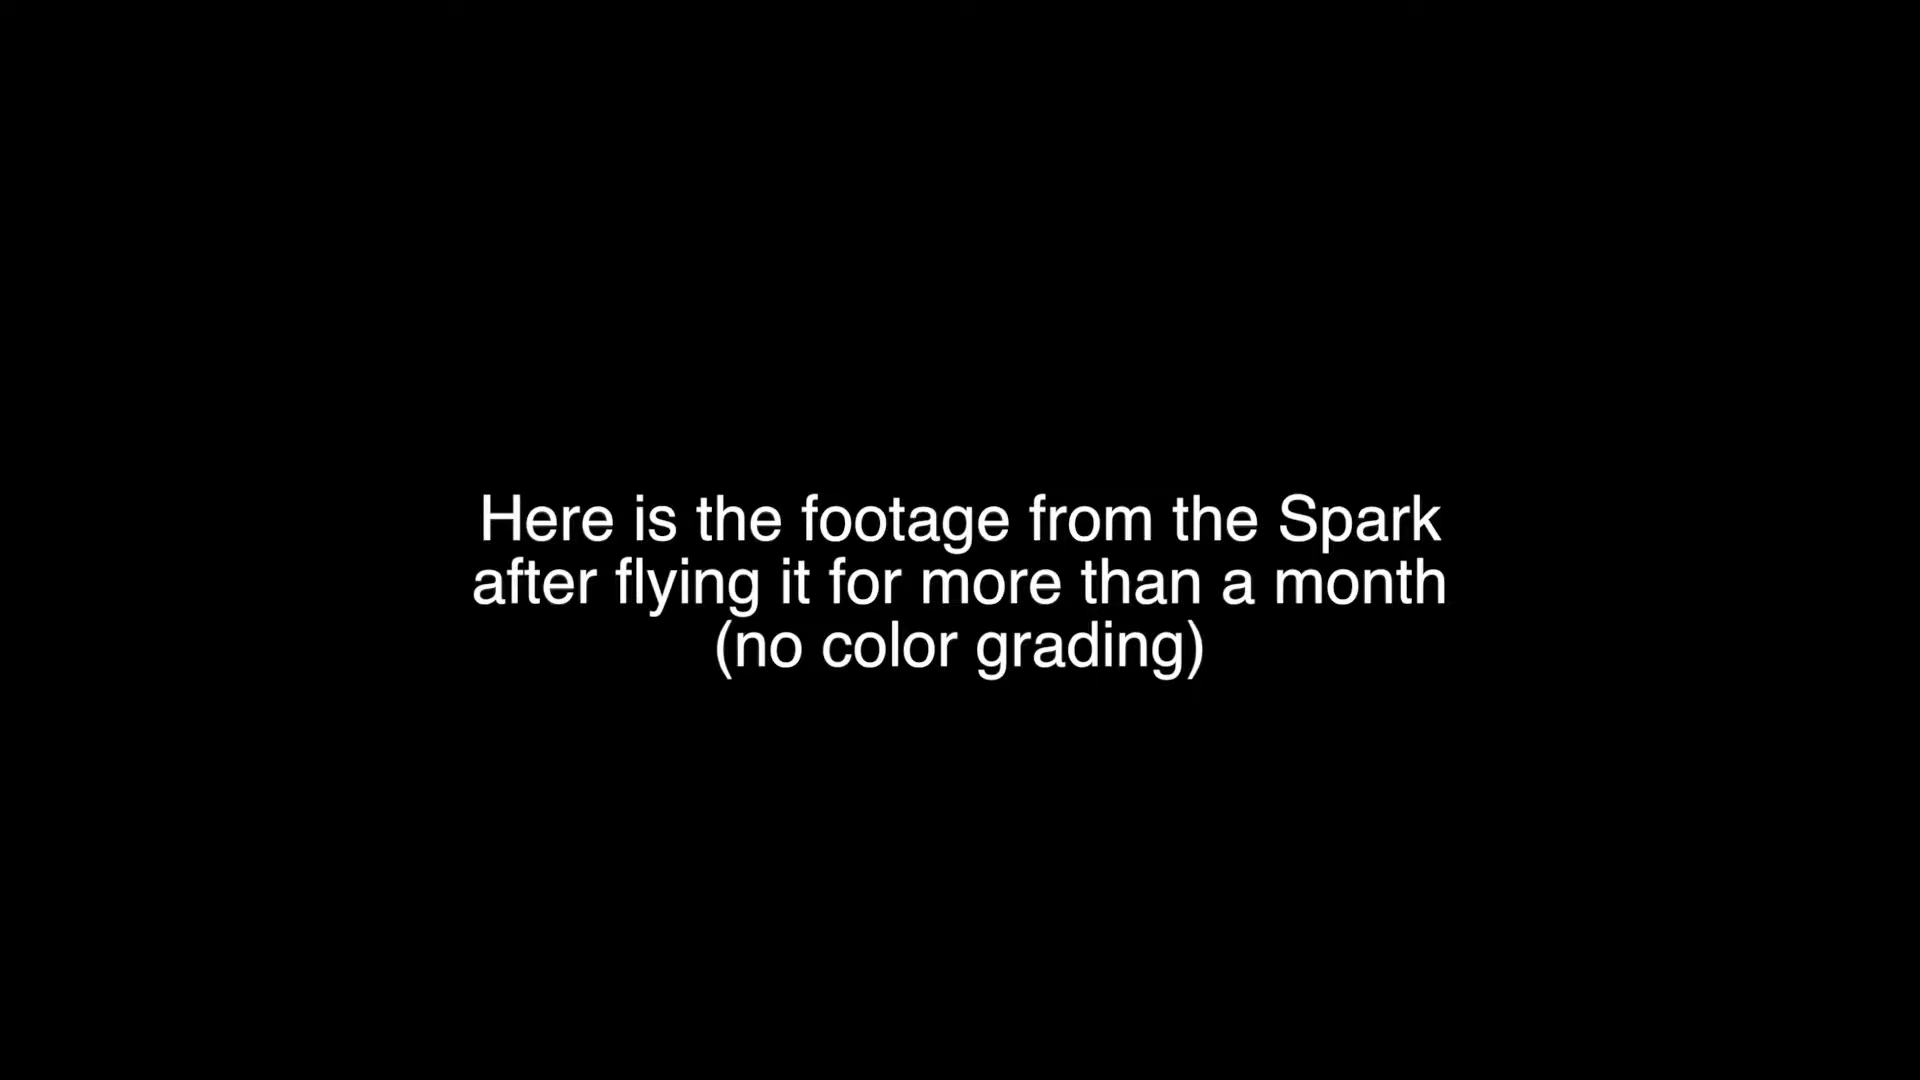 Here is the footage from the Spark
after flying it for more than a month
(no color grading)